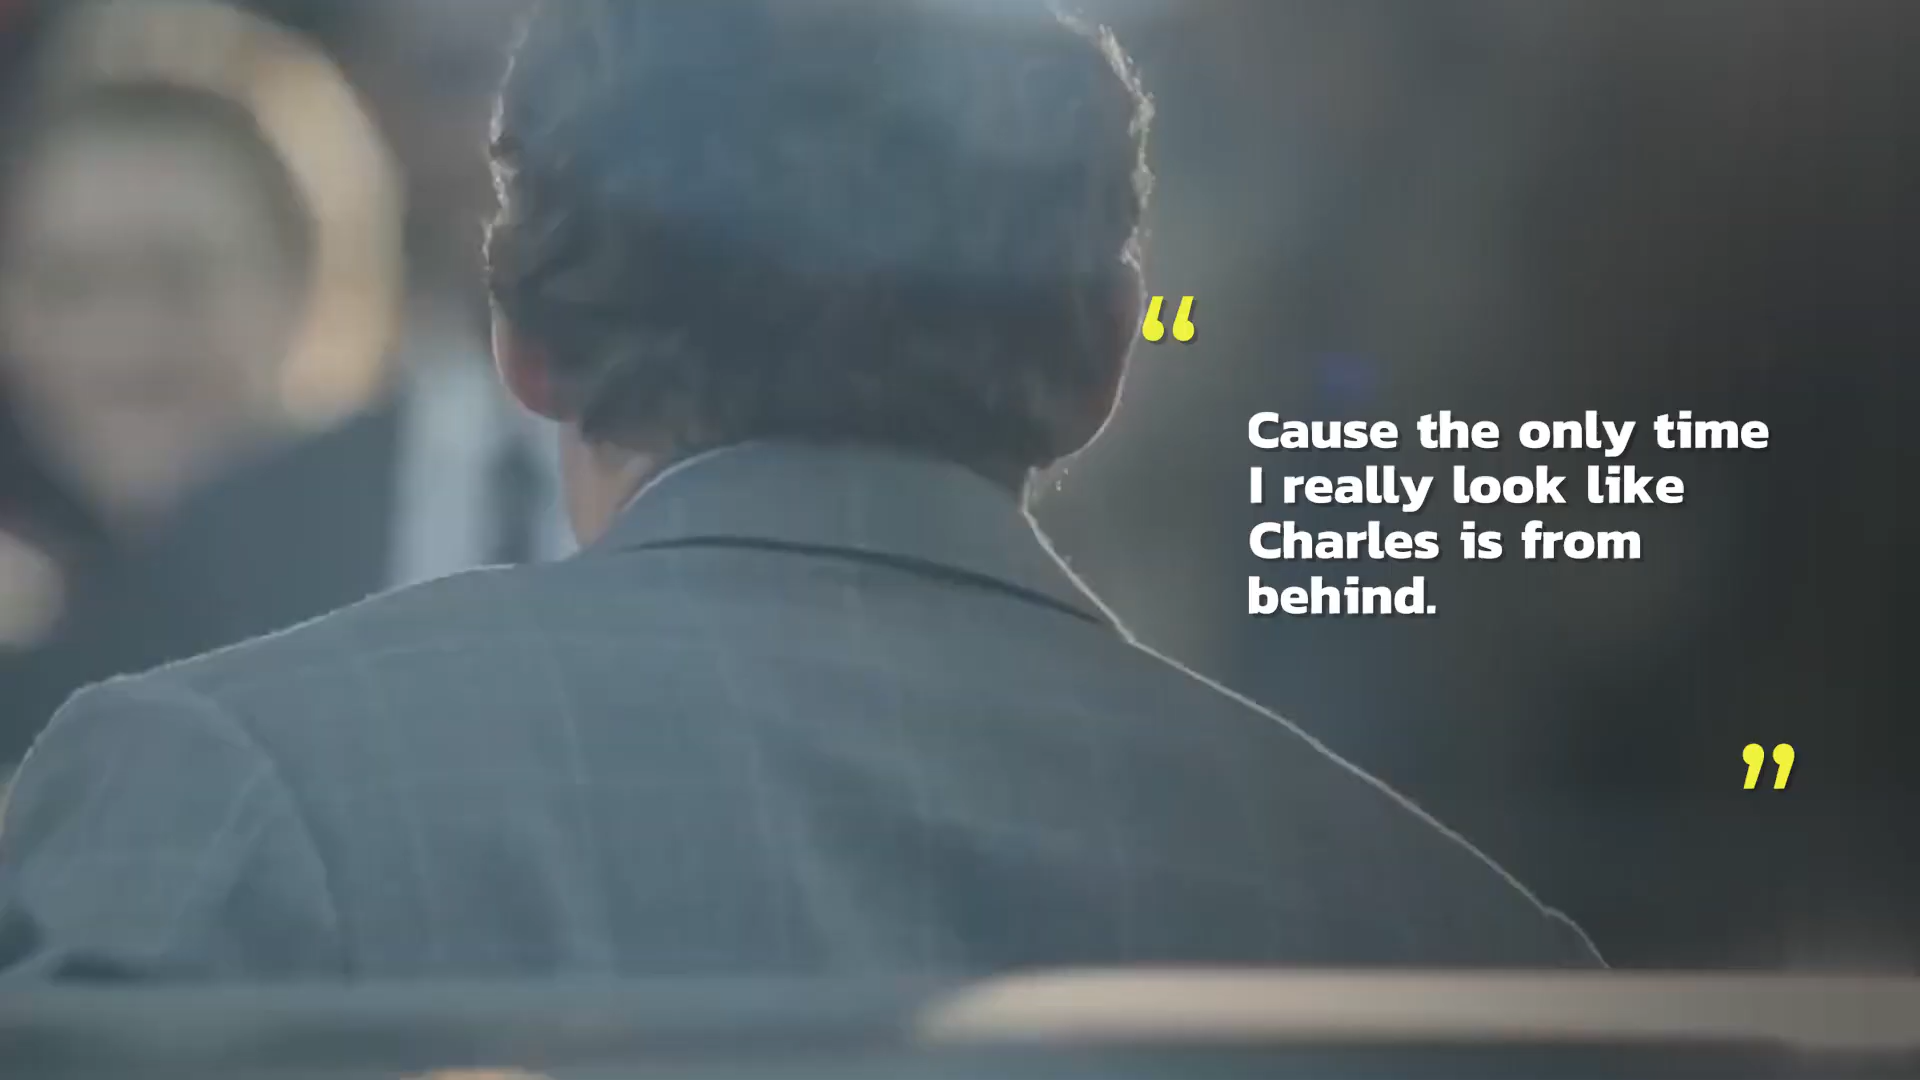 “
Cause the only time
I really look like
Charles is from
behind.
”